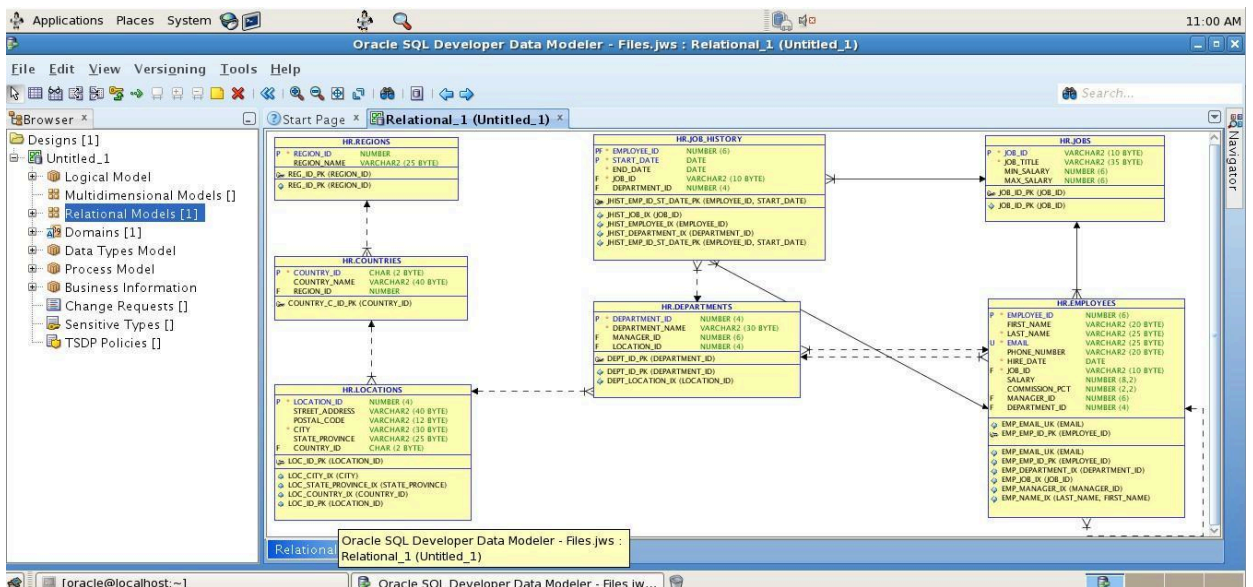 Applications Places System
11:00 AM
Oracle SQL Developer Data Modeler - Files.jws : Relational_1 (Untitled_1)
File Edit View Versioning Tools Help
Search...
Browser
Start Page
Relational_1 (Untitled_1)
Navigator
Designs [1]
Untitled_1
Logical Model
Multidimensional Models []
Relational Models [1]
Domains [1]
Data Types Model
Process Model
Business Information
Change Requests []
Sensitive Types []
TSDP Policies []
HR.REGIONS
P * REGION_ID NUMBER
REGION_NAME VARCHAR2 (25 BYTE)
REG_ID_PK (REGION_ID)
REG_ID_PK (REGION_ID)
HR.COUNTRIES
P * COUNTRY_ID CHAR (2 BYTE)
COUNTRY_NAME VARCHAR2 (40 BYTE)
F REGION_ID NUMBER
COUNTRY_C_ID_PK (COUNTRY_ID)
HR.LOCATIONS
P * LOCATION_ID NUMBER (4)
STREET_ADDRESS VARCHAR2 (40 BYTE)
POSTAL_CODE VARCHAR2 (12 BYTE)
* CITY VARCHAR2 (30 BYTE)
STATE_PROVINCE VARCHAR2 (25 BYTE)
F COUNTRY_ID CHAR (2 BYTE)
LOC_ID_PK (LOCATION_ID)
LOC_CITY_IX (CITY)
LOC_STATE_PROVINCE_IX (STATE_PROVINCE)
LOC_COUNTRY_IX (COUNTRY_ID)
LOC_ID_PK (LOCATION_ID)
HR.JOB_HISTORY
PF * EMPLOYEE_ID NUMBER (6)
P * START_DATE DATE
* END_DATE DATE
F * JOB_ID VARCHAR2 (10 BYTE)
F DEPARTMENT_ID NUMBER (4)
JHIST_EMP_ID_ST_DATE_PK (EMPLOYEE_ID, START_DATE)
JHIST_JOB_IX (JOB_ID)
JHIST_EMPLOYEE_IX (EMPLOYEE_ID)
JHIST_DEPARTMENT_IX (DEPARTMENT_ID)
JHIST_EMP_ID_ST_DATE_PK (EMPLOYEE_ID, START_DATE)
HR.DEPARTMENTS
P * DEPARTMENT_ID NUMBER (4)
* DEPARTMENT_NAME VARCHAR2 (30 BYTE)
F MANAGER_ID NUMBER (6)
F LOCATION_ID NUMBER (4)
DEPT_ID_PK (DEPARTMENT_ID)
DEPT_ID_PK (DEPARTMENT_ID)
DEPT_LOCATION_IX (LOCATION_ID)
HR.JOBS
P * JOB_ID VARCHAR2 (10 BYTE)
* JOB_TITLE VARCHAR2 (35 BYTE)
MIN_SALARY NUMBER (6)
MAX_SALARY NUMBER (6)
JOB_ID_PK (JOB_ID)
JOB_ID_PK (JOB_ID)
HR.EMPLOYEES
P * EMPLOYEE_ID NUMBER (6)
FIRST_NAME VARCHAR2 (20 BYTE)
* LAST_NAME VARCHAR2 (25 BYTE)
U * EMAIL VARCHAR2 (25 BYTE)
PHONE_NUMBER VARCHAR2 (20 BYTE)
* HIRE_DATE DATE
F * JOB_ID VARCHAR2 (10 BYTE)
SALARY NUMBER (8,2)
COMMISSION_PCT NUMBER (2,2)
F MANAGER_ID NUMBER (6)
F DEPARTMENT_ID NUMBER (4)
EMP_EMAIL_UK (EMAIL)
EMP_EMP_ID_PK (EMPLOYEE_ID)
EMP_EMAIL_UK (EMAIL)
EMP_EMP_ID_PK (EMPLOYEE_ID)
EMP_DEPARTMENT_IX (DEPARTMENT_ID)
EMP_JOB_IX (JOB_ID)
EMP_MANAGER_IX (MANAGER_ID)
EMP_NAME_IX (LAST_NAME, FIRST_NAME)
Relational
Oracle SQL Developer Data Modeler - Files.jws :
Relational_1 (Untitled_1)
[oracle@localhost:~]
Oracle SQL Developer Data Modeler - Files.jw...